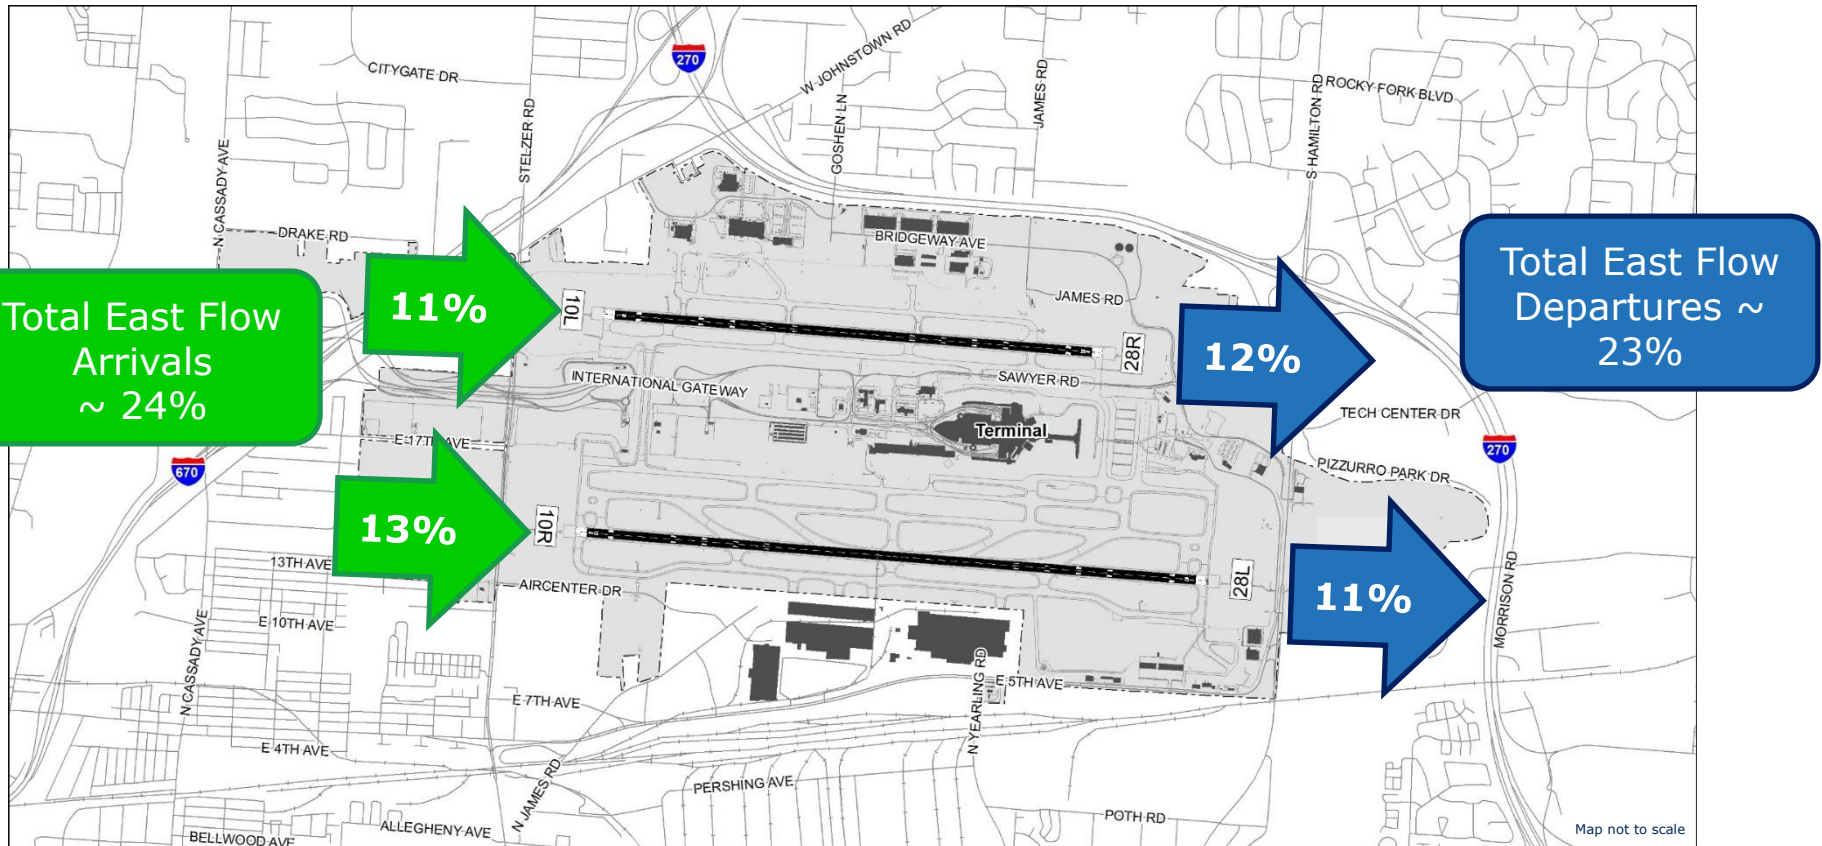 270
W JOHNSTOWN RD
CITYGATE DR
JAMES RD
ROCKY FORK BLVD
S HAMILTON RD
STELZER RD
GOSHEN LN
N CASSADY AVE
DRAKE RD
BRIDGEWAY AVE
JAMES RD
Total East Flow
Arrivals
~ 24%
11%
10L
28R
12%
Total East Flow
Departures ~
23%
INTERNATIONAL GATEWAY
SAWYER RD
Terminal
TECH CENTER DR
270
PIZZURRO PARK DR
E 17TH AVE
670
13%
10R
28L
11%
MORRISON RD
13TH AVE
AIRCENTER DR
E 10TH AVE
N CASSADY AVE
E 7TH AVE
E 5TH AVE
N YEARLING RD
E 4TH AVE
N JAMES RD
PERSHING AVE
POTH RD
ALLEGHENY AVE
BELLWOOD AVE
Map not to scale